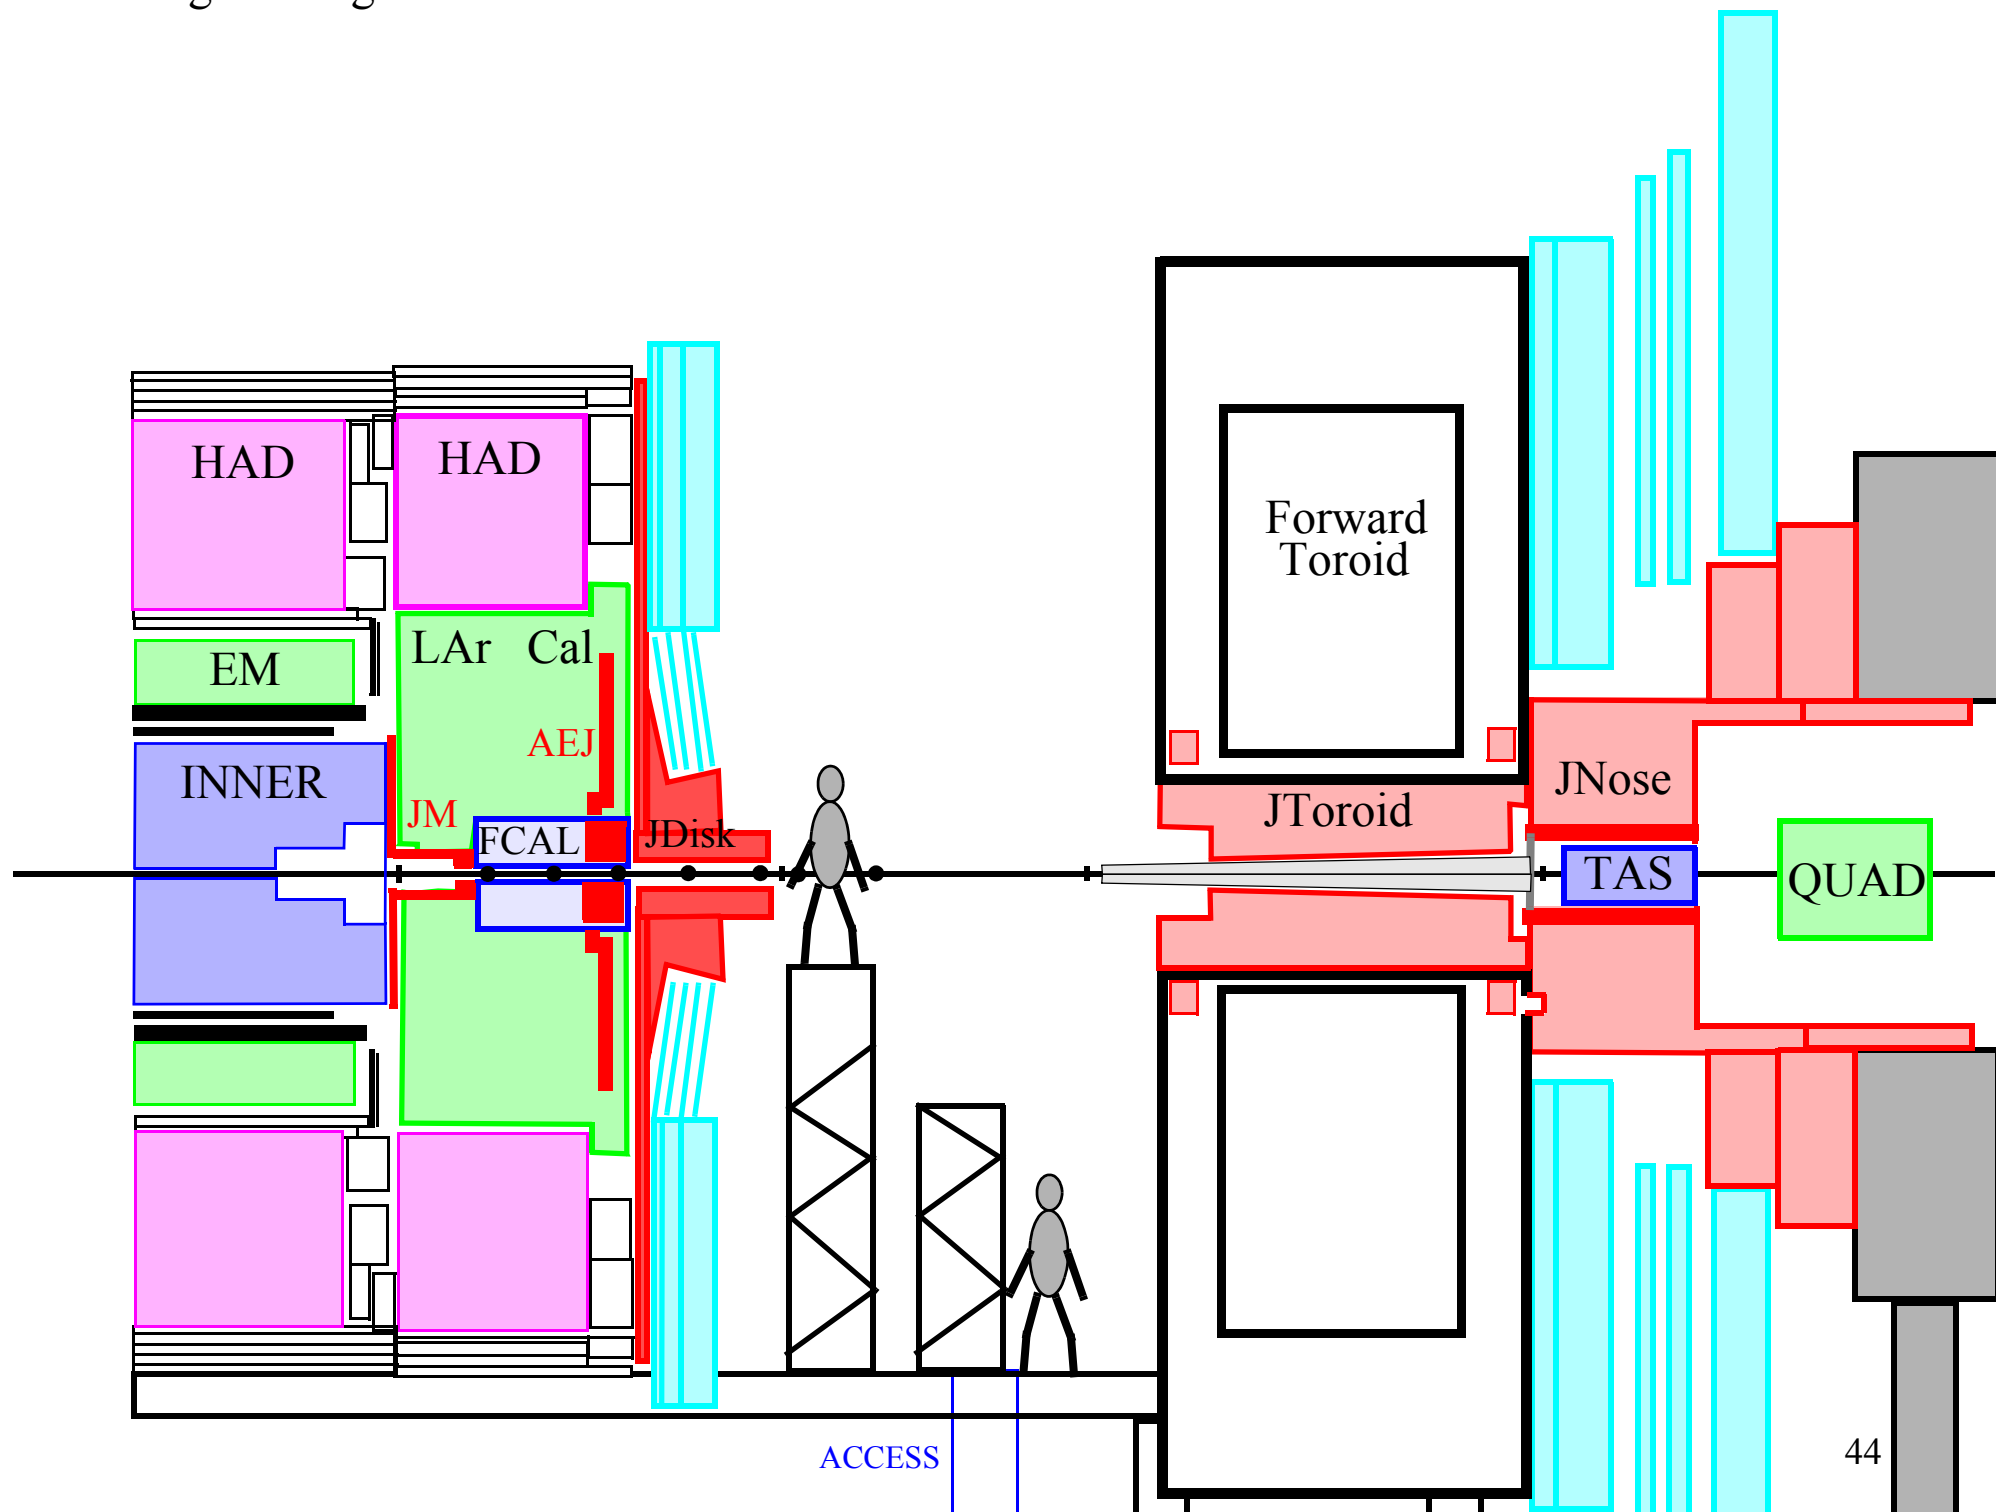 HAD
HAD
Forward
Toroid
LAr Cal
EM
AEJ
INNER
JM
FCAL
JDisk
JToroid
JNose
TAS
QUAD
ACCESS
44